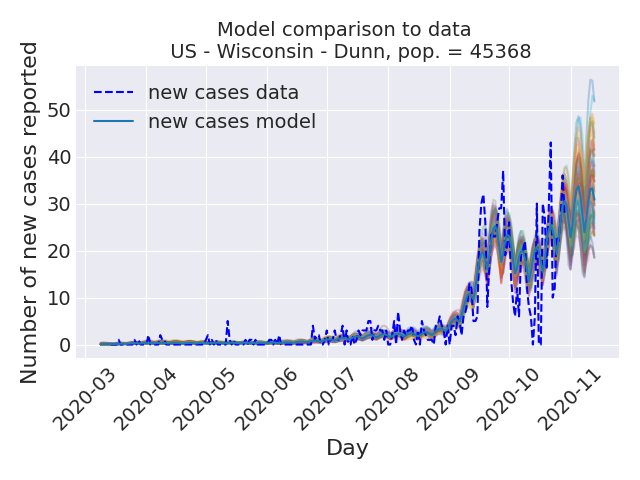 Model comparison to data
US - Wisconsin - Dunn, pop. = 45368
Number of new cases reported
new cases data
new cases model
50
40
30
20
10
0
2020-03
2020-04
2020-05
2020-06
2020-07
2020-08
2020-09
2020-10
2020-11
Day